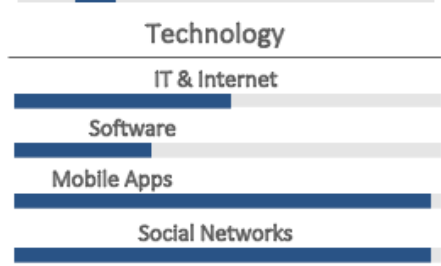 Technology
IT & Internet
Software
Mobile Apps
Social Networks